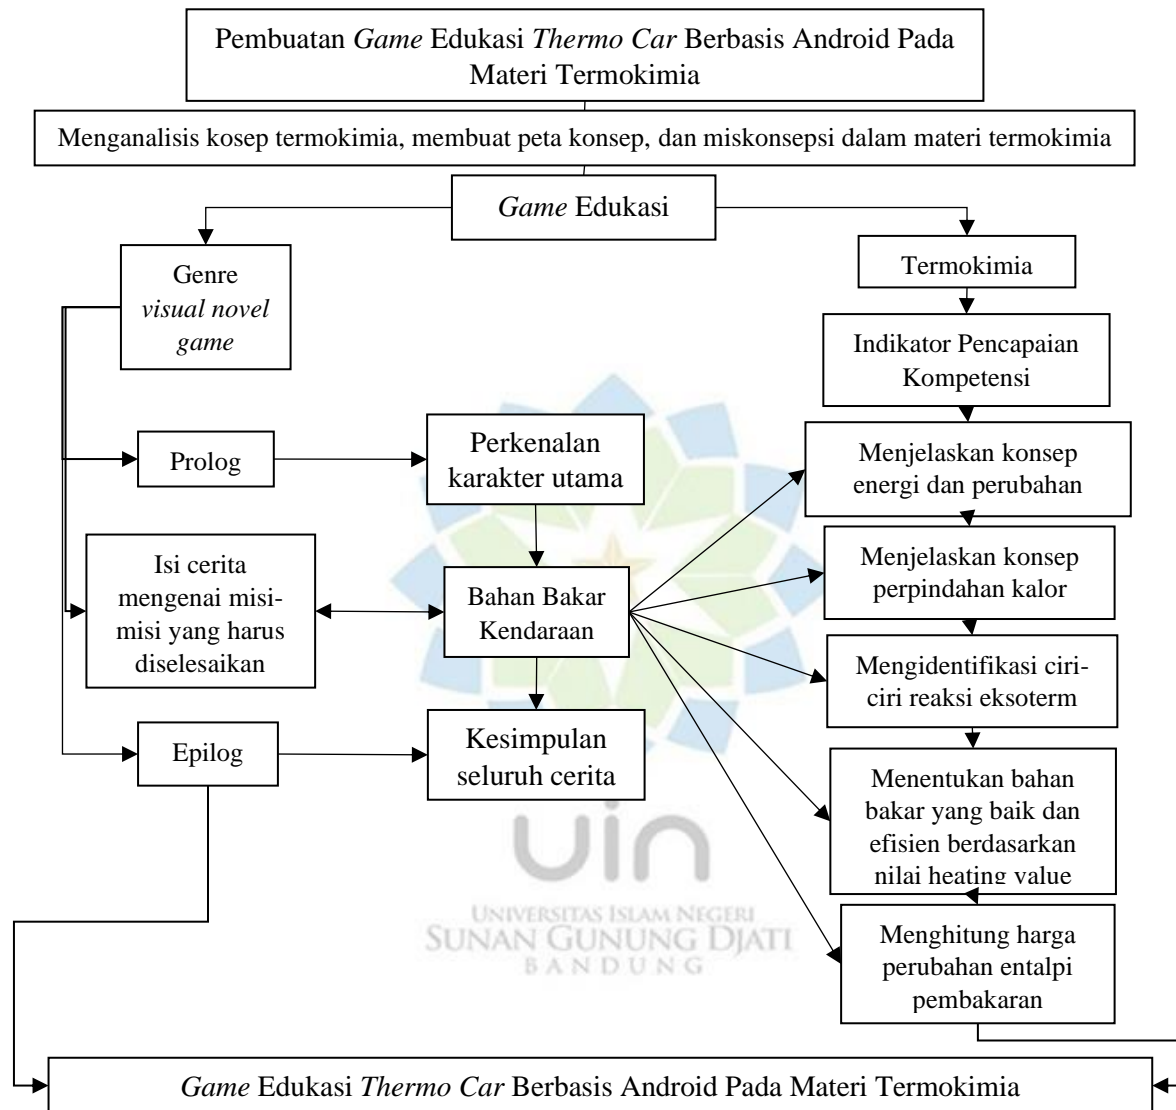 Pembuatan Game Edukasi Thermo Car Berbasis Android Pada
Materi Termokimia
Menganalisis kosep termokimia, membuat peta konsep, dan miskonsepsi dalam materi termokimia
Game Edukasi
Genre
visual novel
game
Termokimia
Indikator Pencapaian
Kompetensi
Prolog
Perkenalan
karakter utama
Menjelaskan konsep
energi dan perubahan
Isi cerita
mengenai misi-
misi yang harus
diselesaikan
Bahan Bakar
Kendaraan
Menjelaskan konsep
perpindahan kalor
Mengidentifikasi ciri-
ciri reaksi eksoterm
Epilog
Kesimpulan
seluruh cerita
Menentukan bahan
bakar yang baik dan
efisien berdasarkan
nilai heating value
uin
UNIVERSITAS ISLAM NEGERI
SUNAN GUNUNG DJATI
BANDUNG
Menghitung harga
perubahan entalpi
pembakaran
Game Edukasi Thermo Car Berbasis Android Pada Materi Termokimia